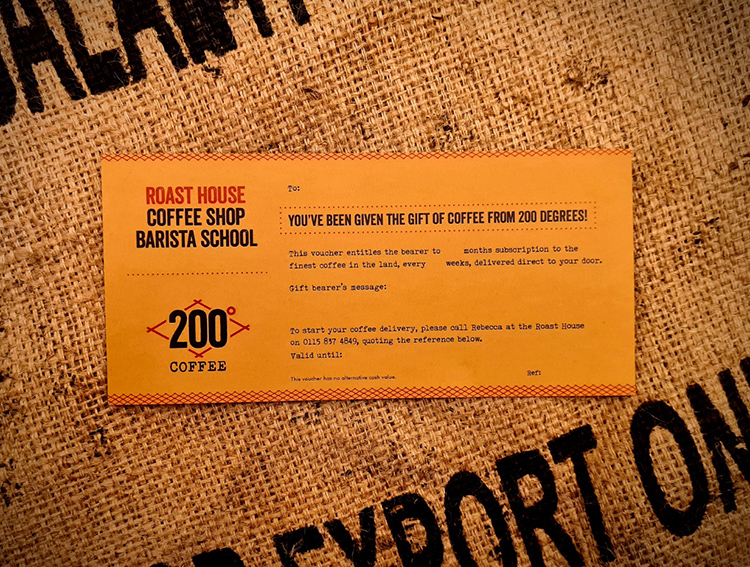 ROAST HOUSE
COFFEE SHOP
BARISTA SCHOOL
200°
COFFEE
To:
YOU'VE BEEN GIVEN THE GIFT OF COFFEE FROM 200 DEGREES!
This voucher entitles the bearer to months subscription to the
finest coffee in the land, every weeks, delivered direct to your door.
Gift bearer's message:
To start your coffee delivery, please call Rebecca at the Roast House
on 0115 837 4849, quoting the reference below.
Valid until:
This voucher has no alternative cash value.
Ref:
EXPORT ON